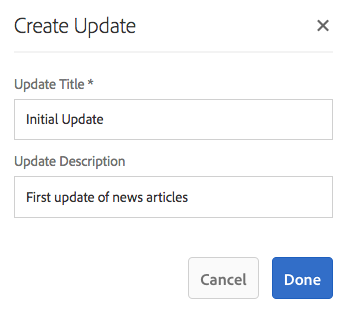 Create Update
Update Title *
Initial Update
Update Description
First update of news articles
Cancel
Done